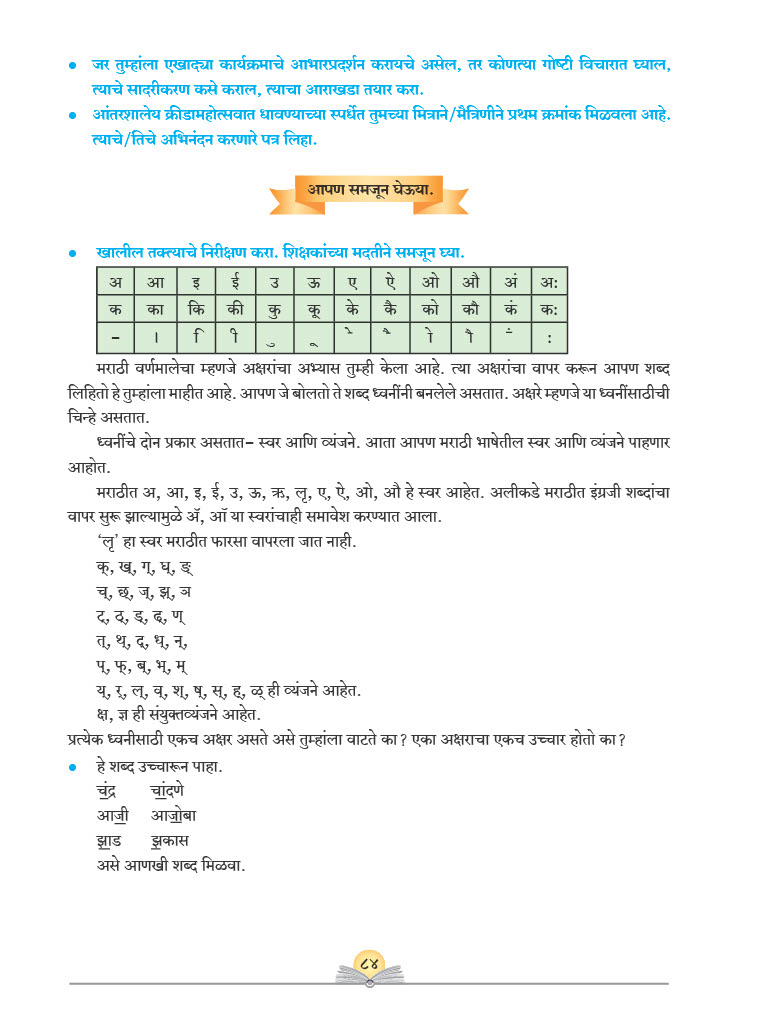 • जर तुम्हांला एखाद्या कार्यक्रमाचे आभारप्रदर्शन करायचे असेल, तर कोणत्या गोष्टी विचारात घ्याल,
त्याचे सादरीकरण कसे कराल, त्याचा आराखडा तयार करा.
• आंतरशालेय क्रीडामहोत्सवात धावण्याच्या स्पर्धेत तुमच्या मित्राने/मैत्रिणीने प्रथम क्रमांक मिळवला आहे.
त्याचे/तिचे अभिनंदन करणारे पत्र लिहा.
आपण समजून घेऊया.
• खालील तक्त्याचे निरीक्षण करा. शिक्षकांच्या मदतीने समजून घ्या.
अ आ इ ई उ ऊ ए ऐ ओ औ अं अः
क का कि की कु कू के कै को कौ कं कः
– ा ि ी ु ू े ै ो ौ ं ः
मराठी वर्णमालेचा म्हणजे अक्षरांचा अभ्यास तुम्ही केला आहे. त्या अक्षरांचा वापर करून आपण शब्द
लिहितो हे तुम्हांला माहीत आहे. आपण जे बोलतो ते शब्द ध्वनींनी बनलेले असतात. अक्षरे म्हणजे या ध्वनींसाठीची
चिन्हे असतात.
ध्वनींचे दोन प्रकार असतात– स्वर आणि व्यंजने. आता आपण मराठी भाषेतील स्वर आणि व्यंजने पाहणार
आहोत.
मराठीत अ, आ, इ, ई, उ, ऊ, ऋ, लृ, ए, ऐ, ओ, औ हे स्वर आहेत. अलीकडे मराठीत इंग्रजी शब्दांचा
वापर सुरू झाल्यामुळे ॲ, ऑ या स्वरांचाही समावेश करण्यात आला.
‘लृ’ हा स्वर मराठीत फारसा वापरला जात नाही.
क्, ख्, ग्, घ्, ङ्
च्, छ्, ज्, झ्, ञ
ट्, ठ्, ड्, ढ्, ण्
त्, थ्, द्, ध्, न्,
प्, फ्, ब्, भ्, म्
य्, र्, ल्, व्, श्, ष्, स्, ह्, ळ् ही व्यंजने आहेत.
क्ष, ज्ञ ही संयुक्तव्यंजने आहेत.
प्रत्येक ध्वनीसाठी एकच अक्षर असते असे तुम्हांला वाटते का? एका अक्षराचा एकच उच्चार होतो का?
• हे शब्द उच्चारून पाहा.
चंद्र चांदणे
आजी आजोबा
झाड झकास
असे आणखी शब्द मिळवा.
८४